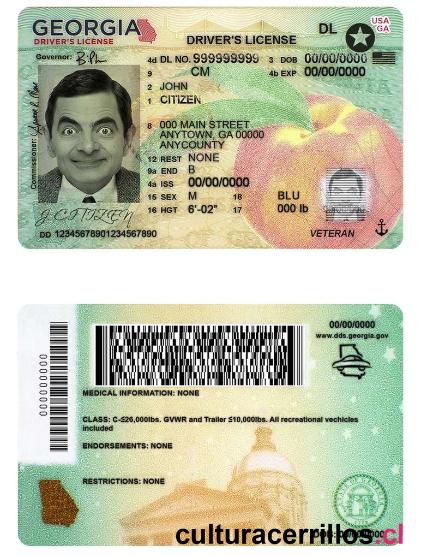 GEORGIA
DRIVER'S LICENSE
DRIVER'S LICENSE
DL
USA
GA
Governor:
4d DL NO. 999999999
3 DOB 00/00/0000
9 CM
4b EXP 00/00/0000
2 JOHN
1 CITIZEN
8 000 MAIN STREET
ANYTOWN, GA 00000
ANYCOUNTY
Commissioner:
12 REST NONE
9a END B
4a ISS 00/00/0000
15 SEX M 18 BLU
16 HGT 6'-02" 17 000 lb
J.CITIZEN
DD 12345678901234567890
VETERAN
000000000
00/00/0000
www.dds.georgia.gov
MEDICAL INFORMATION: NONE
CLASS: C-≤26,000lbs. GVWR and Trailer ≤10,000lbs. All recreational vechicles
included
ENDORSEMENTS: NONE
RESTRICTIONS: NONE
culturacerrillos.cl